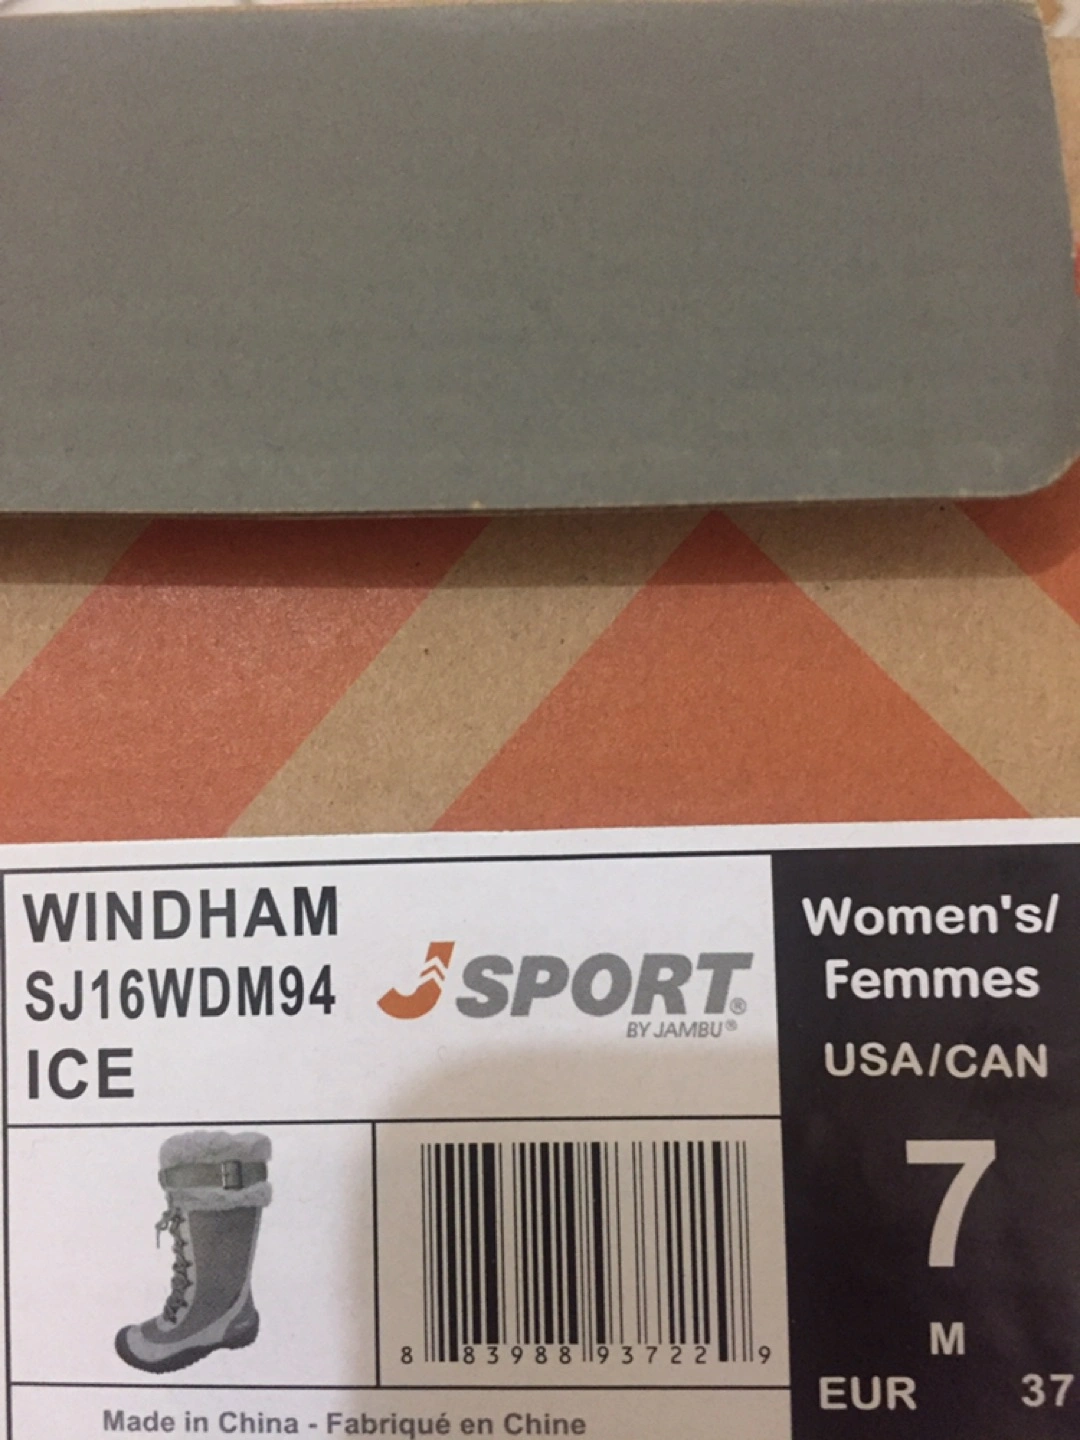 WINDHAM
SJ16WDM94
ICE
JSPORT®
BY JAMBU®
Women's/
Femmes
USA/CAN
7
M
EUR 37
8 83988 93722 9
Made in China - Fabriqué en Chine